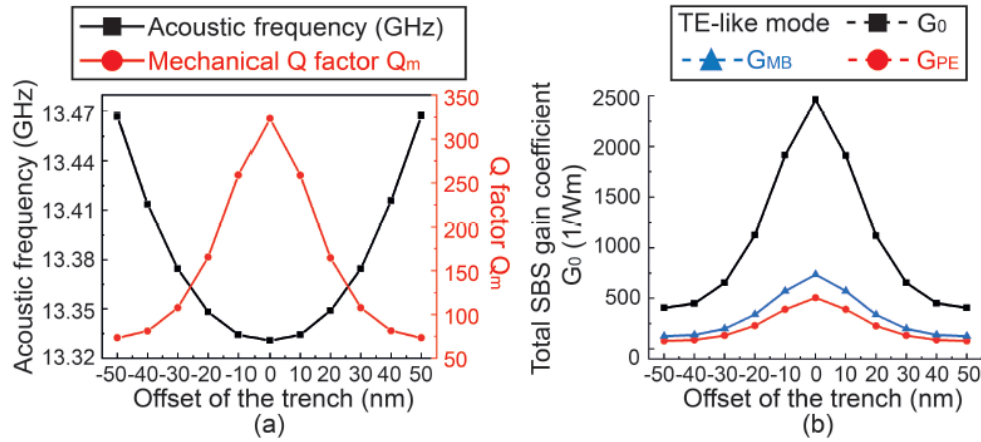 Acoustic frequency (GHz)
Mechanical Q factor Qm
Acoustic frequency (GHz)
13.47
13.44
13.41
13.38
13.35
13.32
350
300
250
200
150
100
50
Q factor Qm
-50 -40 -30 -20 -10 0 10 20 30 40 50
Offset of the trench (nm)
(a)
TE-like mode G0
GMB GPE
Total SBS gain coefficient
G0 (1/Wm)
2500
2000
1500
1000
500
0
-50 -40 -30 -20 -10 0 10 20 30 40 50
Offset of the trench (nm)
(b)